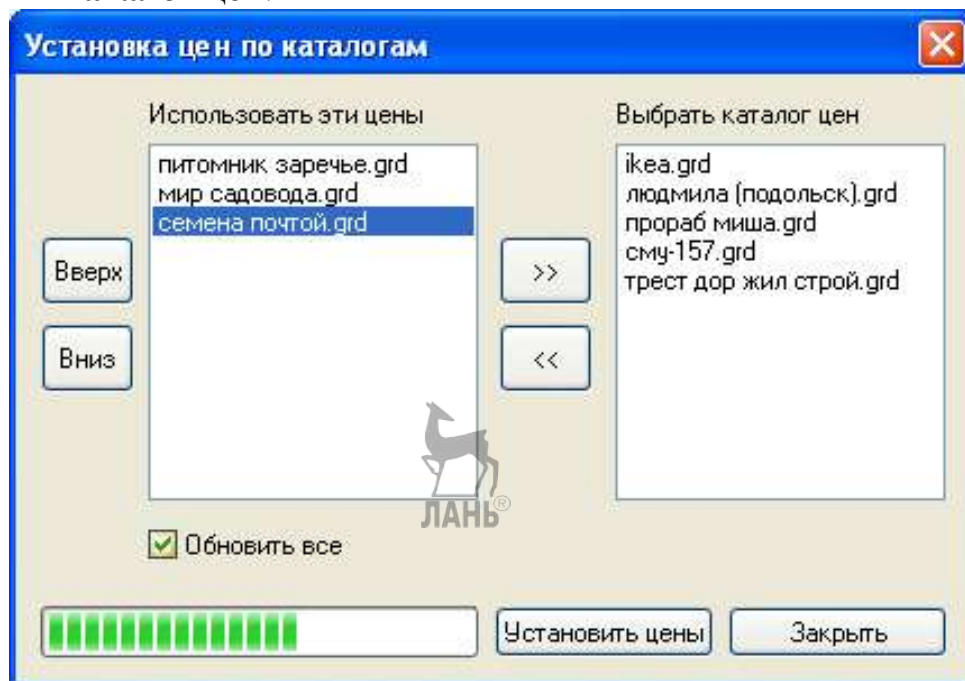 Установка цен по каталогам
Использовать эти цены
питомник заречье.grd
мир садовода.grd
семена почтой.grd
Выбрать каталог цен
ikea.grd
людмила (подольск).grd
прораб миша.grd
сму-157.grd
трест дор жил строй.grd
Вверх
Вниз
>>
<<
ЛАНЬ®
Обновить все
Установить цены
Закрыть